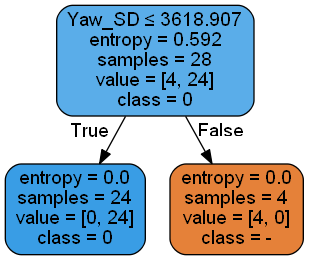 Yaw_SD ≤ 3618.907
entropy = 0.592
samples = 28
value = [4, 24]
class = 0
True
False
entropy = 0.0
samples = 24
value = [0, 24]
class = 0
entropy = 0.0
samples = 4
value = [4, 0]
class = -